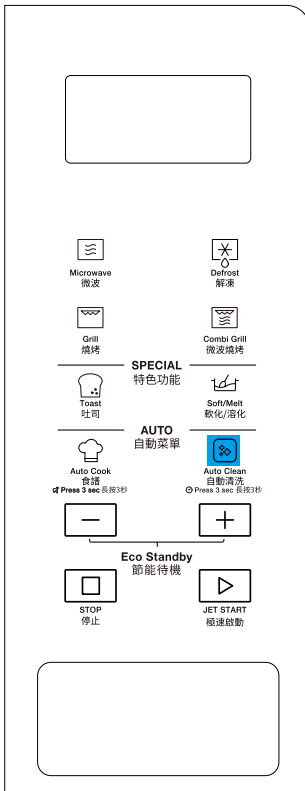 Microwave
微波
Defrost
解凍
Grill
燒烤
Combi Grill
微波燒烤
SPECIAL
特色功能
Toast
吐司
Soft/Melt
軟化/溶化
AUTO
自動菜單
Auto Cook
食譜
Press 3 sec 長按3秒
Auto Clean
自動清洗
Press 3 sec 長按3秒
Eco Standby
節能待機
STOP
停止
JET START
極速啟動